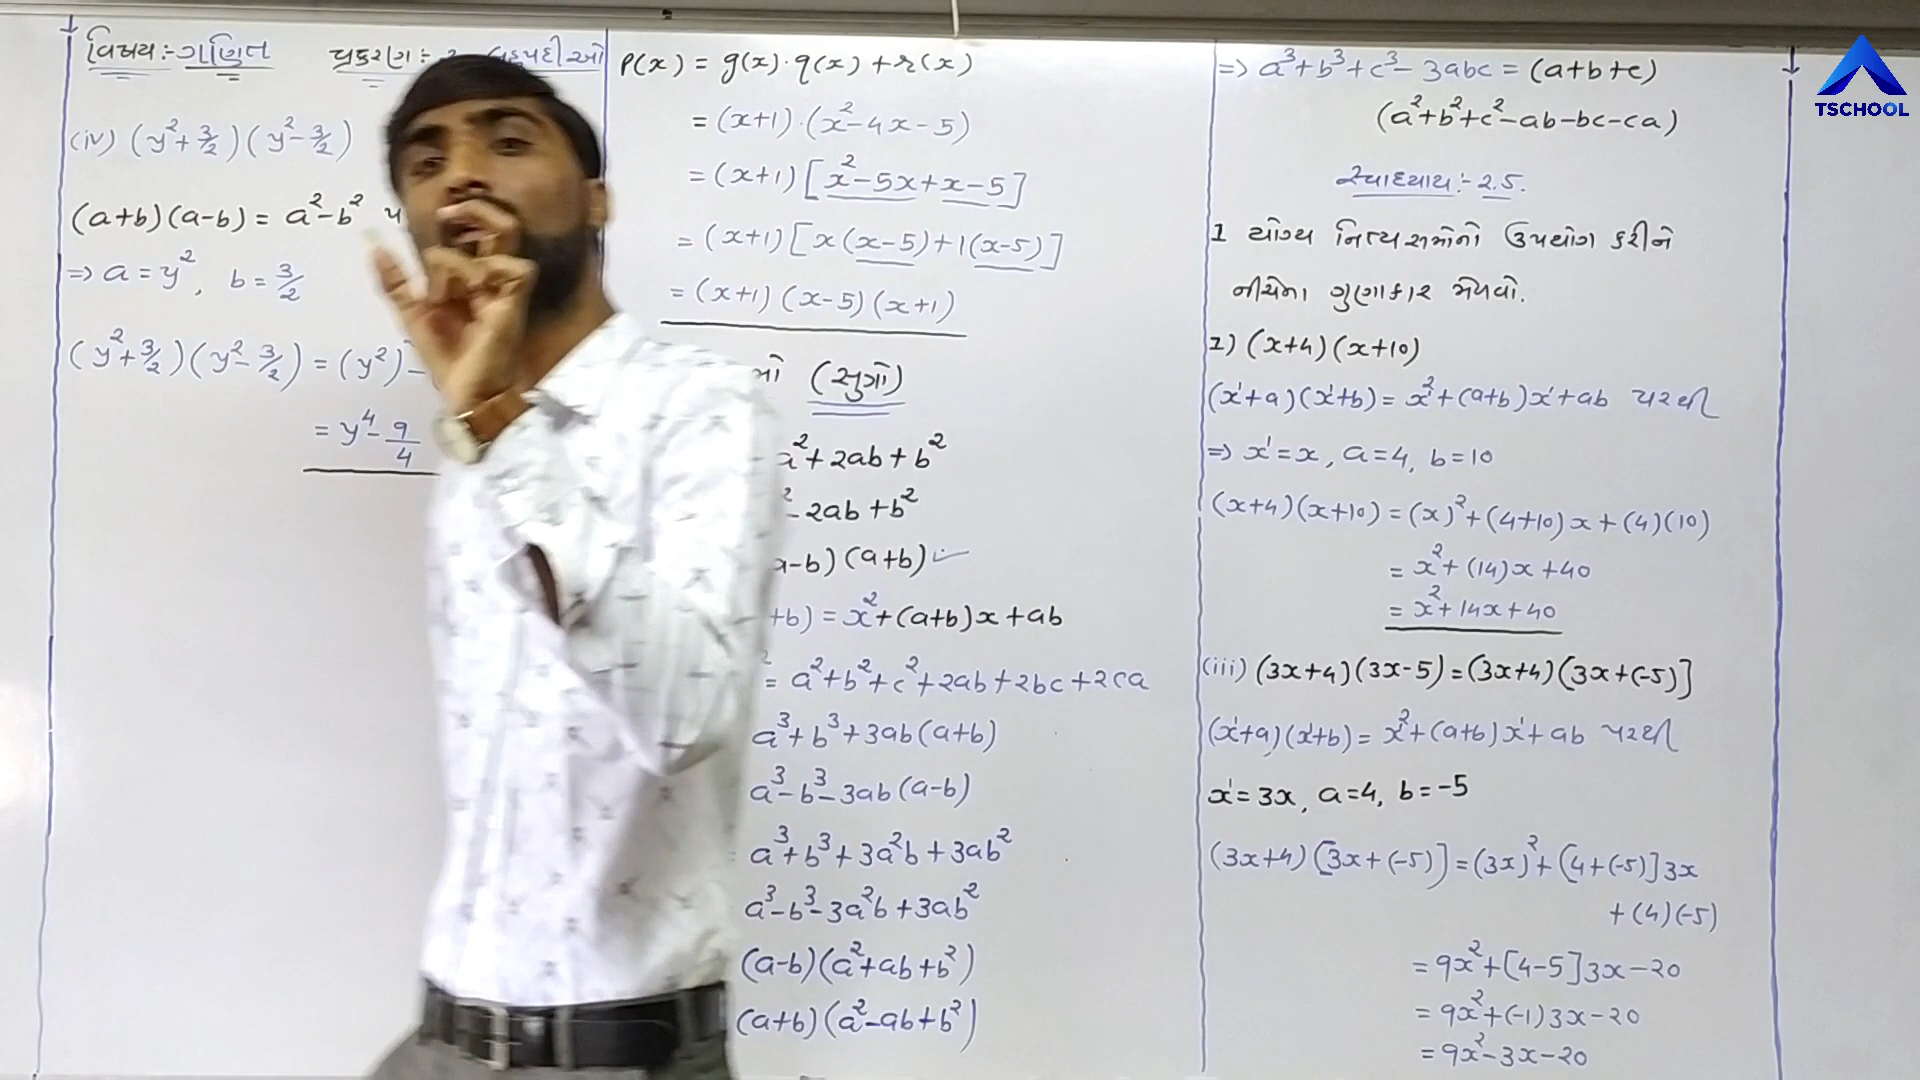 વિષય:- ગણિત પ્રકરણ:- બહુપદીઓ
(iv) (y²+3/2)(y²-3/2)
(a+b)(a-b) = a²-b²
=> a = y², b = 3/2
(y²+3/2)(y²-3/2) = (y²)-
= y⁴-9/4
p(x) = g(x)·q(x)+r(x)
= (x+1)·(x²-4x-5)
= (x+1)[x²-5x+x-5]
= (x+1)[x(x-5)+1(x-5)]
= (x+1)(x-5)(x+1)
(સુત્રો)
a²+2ab+b²
-2ab+b²
a-b)(a+b)
+b) = x²+(a+b)x+ab
= a²+b²+c²+2ab+2bc+2ca
a³+b³+3ab(a+b)
a³-b³-3ab(a-b)
a³+b³+3a²b+3ab²
a³-b³-3a²b+3ab²
(a-b)(a²+ab+b²)
(a+b)(a²-ab+b²)
=> a³+b³+c³-3abc = (a+b+c)
(a²+b²+c²-ab-bc-ca)
સ્વાધ્યાય:- 2.5.
1 યોગ્ય નિત્યસમોનો ઉપયોગ કરીને
નીચેના ગુણાકાર મેળવો.
1) (x+4)(x+10)
(x'+a)(x'+b) = x'²+(a+b)x'+ab પરથી
=> x' = x, a=4, b=10
(x+4)(x+10) = (x)²+(4+10)x+(4)(10)
= x²+(14)x+40
= x²+14x+40
(iii) (3x+4)(3x-5) = (3x+4)(3x+(-5)]
(x'+a)(x'+b) = x'²+(a+b)x'+ab પરથી
x' = 3x, a=4, b=-5
(3x+4)[3x+(-5)] = (3x)²+[4+(-5)]3x
+(4)(-5)
= 9x²+[4-5]3x-20
= 9x²+(-1)3x-20
= 9x²-3x-20
TSCHOOL